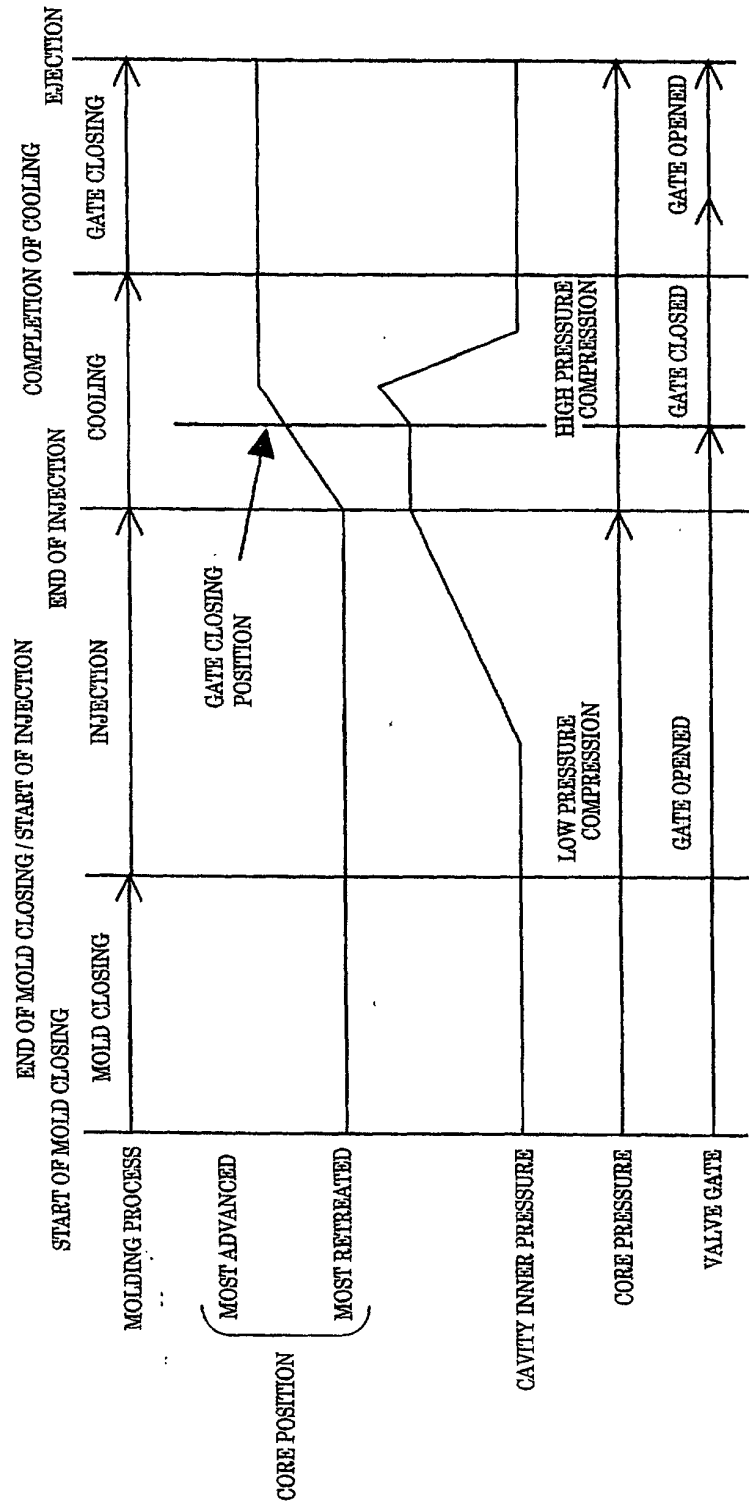 START OF MOLD CLOSING
END OF MOLD CLOSING / START OF INJECTION
END OF INJECTION
COMPLETION OF COOLING
EJECTION
MOLDING PROCESS
MOLD CLOSING
INJECTION
COOLING
GATE CLOSING
CORE POSITION
MOST ADVANCED
MOST RETREATED
GATE CLOSING
POSITION
CAVITY INNER PRESSURE
CORE PRESSURE
LOW PRESSURE
COMPRESSION
HIGH PRESSURE
COMPRESSION
VALVE GATE
GATE OPENED
GATE CLOSED
GATE OPENED